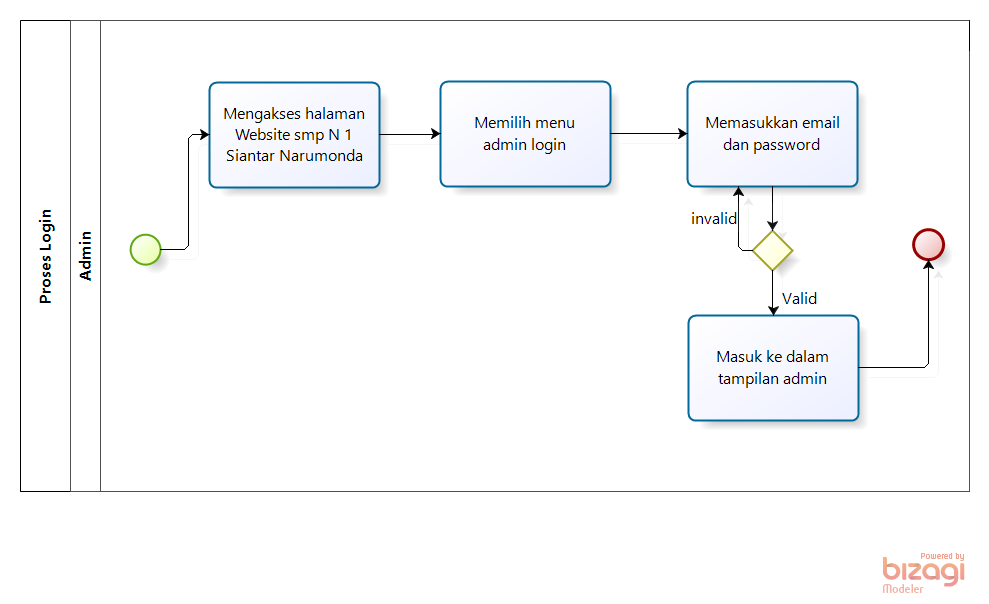 Proses Login
Admin
Mengakses halaman
Website smp N 1
Siantar Narumonda
Memilih menu
admin login
Memasukkan email
dan password
invalid
Valid
Masuk ke dalam
tampilan admin
Powered by
bizagi
Modeler